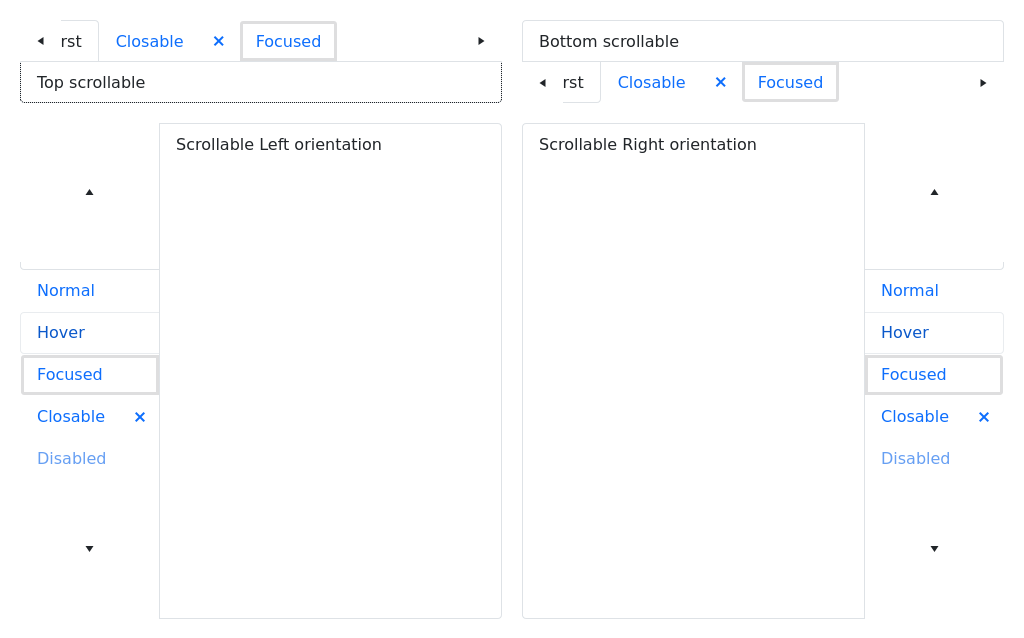 rst Closable Focused
Top scrollable
Bottom scrollable
rst Closable Focused
Scrollable Left orientation
Normal
Hover
Focused
Closable
Disabled
Scrollable Right orientation
Normal
Hover
Focused
Closable
Disabled